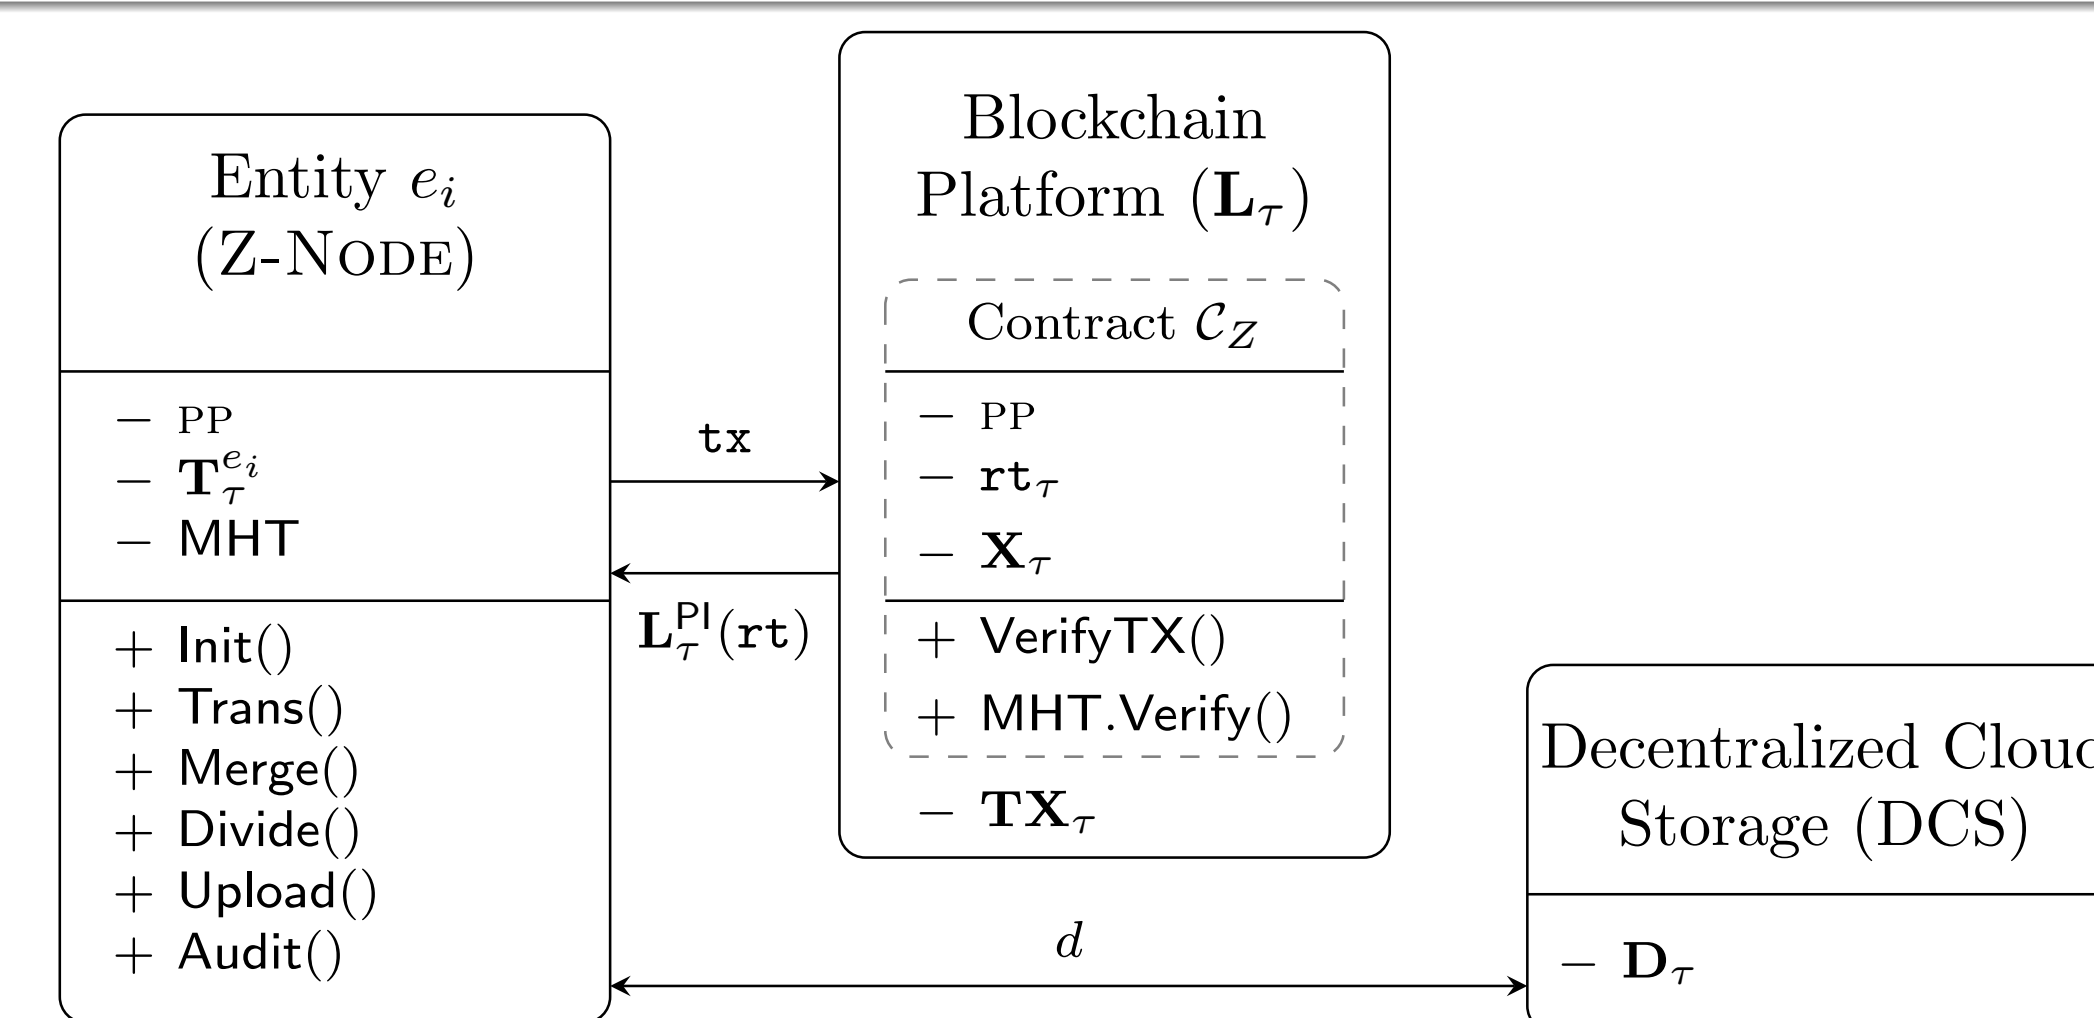 Entity e_i
(Z-NODE)
− PP
− T_τ^{e_i}
− MHT
+ Init()
+ Trans()
+ Merge()
+ Divide()
+ Upload()
+ Audit()
tx
L_τ^{PI}(rt)
Blockchain
Platform (L_τ)
Contract C_Z
− PP
− rt_τ
− X_τ
+ VerifyTX()
+ MHT.Verify()
− TX_τ
d
Decentralized Cloud
Storage (DCS)
− D_τ